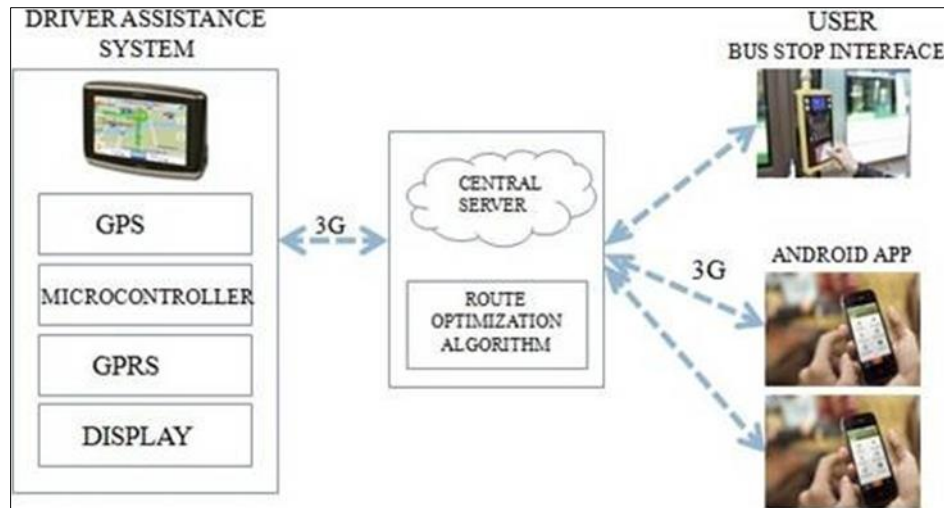 DRIVER ASSISTANCE
SYSTEM
GPS
MICROCONTROLLER
GPRS
DISPLAY
3G
CENTRAL
SERVER
ROUTE
OPTIMIZATION
ALGORITHM
USER
BUS STOP INTERFACE
3G
ANDROID APP